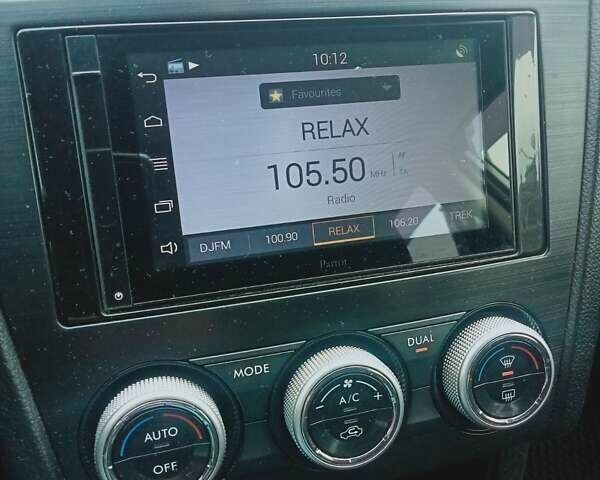 10:12
Favourites
RELAX
105.50 MHz AF
Radio
DJFM 100.90 RELAX 106.20 TREK
Parrot
MODE DUAL
AUTO
OFF
− A/C +